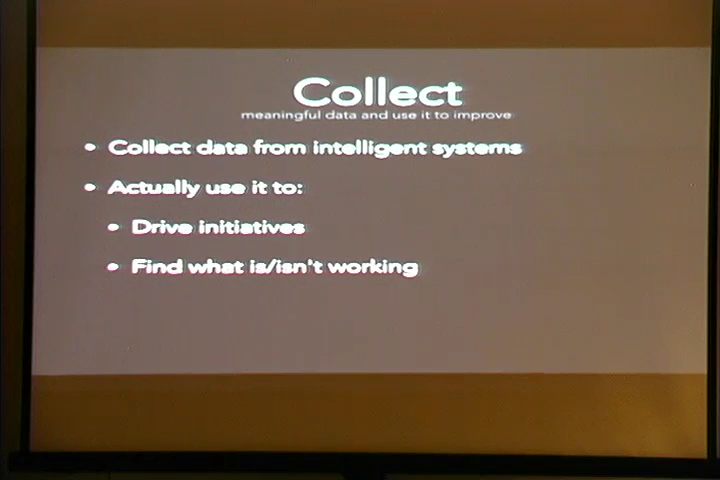 Collect
meaningful data and use it to improve
• Collect data from intelligent systems
• Actually use it to:
• Drive initiatives
• Find what is/isn't working